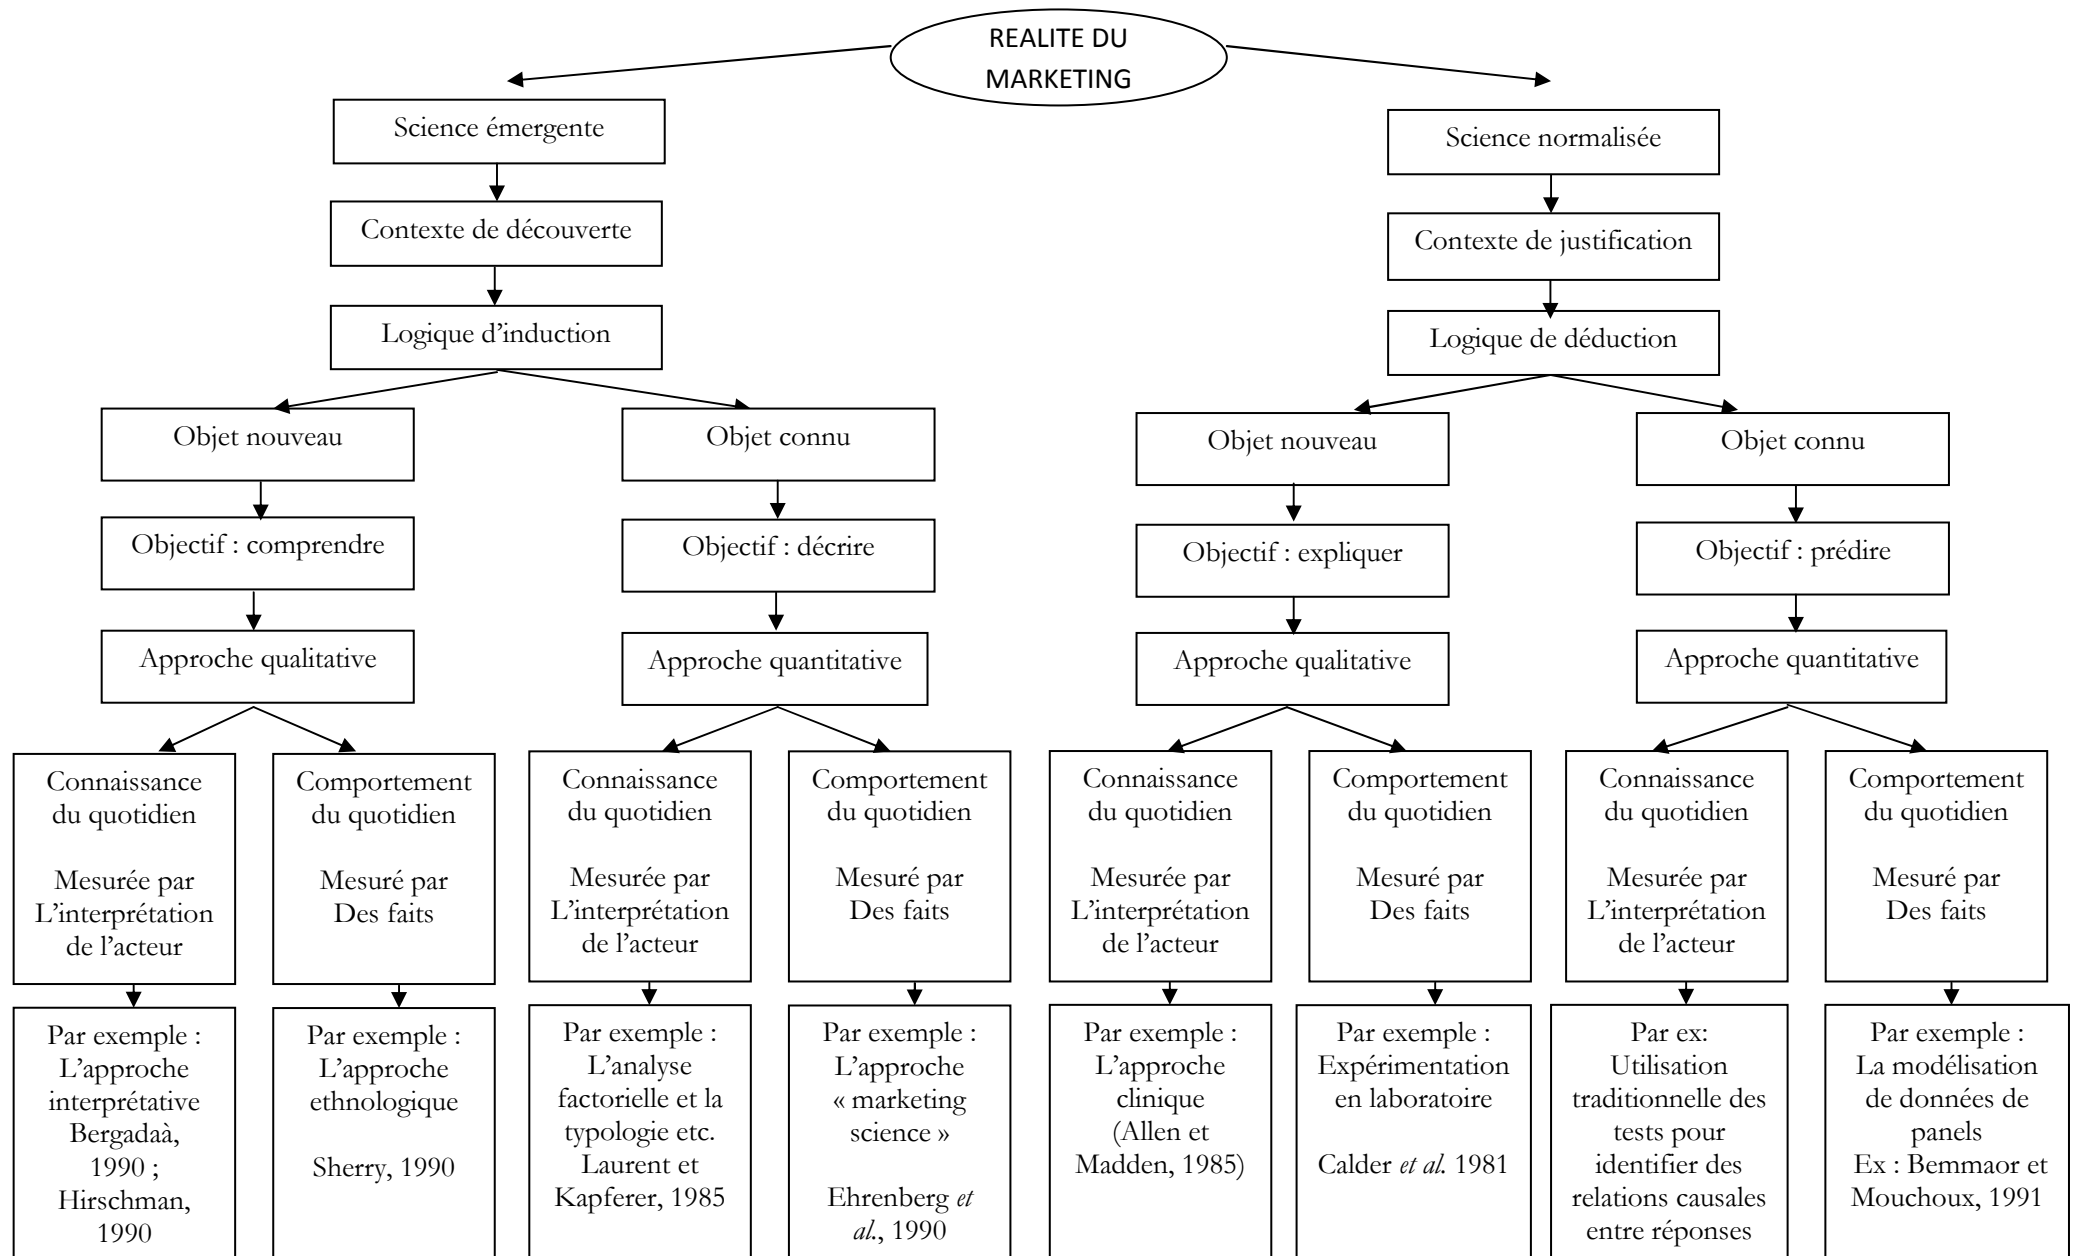 REALITE DU
MARKETING
Science émergente
Science normalisée
Contexte de découverte
Contexte de justification
Logique d’induction
Logique de déduction
Objet nouveau
Objet connu
Objet nouveau
Objet connu
Objectif : comprendre
Objectif : décrire
Objectif : expliquer
Objectif : prédire
Approche qualitative
Approche quantitative
Approche qualitative
Approche quantitative
Connaissance
du quotidien
Mesurée par
L’interprétation
de l’acteur
Comportement
du quotidien
Mesuré par
Des faits
Connaissance
du quotidien
Mesurée par
L’interprétation
de l’acteur
Comportement
du quotidien
Mesuré par
Des faits
Connaissance
du quotidien
Mesurée par
L’interprétation
de l’acteur
Comportement
du quotidien
Mesuré par
Des faits
Connaissance
du quotidien
Mesurée par
L’interprétation
de l’acteur
Comportement
du quotidien
Mesuré par
Des faits
Par exemple :
L’approche
interprétative
Bergadaà,
1990 ;
Hirschman,
1990
Par exemple :
L’approche
ethnologique
Sherry, 1990
Par exemple :
L’analyse
factorielle et la
typologie etc.
Laurent et
Kapferer, 1985
Par exemple :
L’approche
« marketing
science »
Ehrenberg et
al., 1990
Par exemple :
L’approche
clinique
(Allen et
Madden, 1985)
Par exemple :
Expérimentation
en laboratoire
Calder et al. 1981
Par ex:
Utilisation
traditionnelle des
tests pour
identifier des
relations causales
entre réponses
Par exemple :
La modélisation
de données de
panels
Ex : Bemmaor et
Mouchoux, 1991